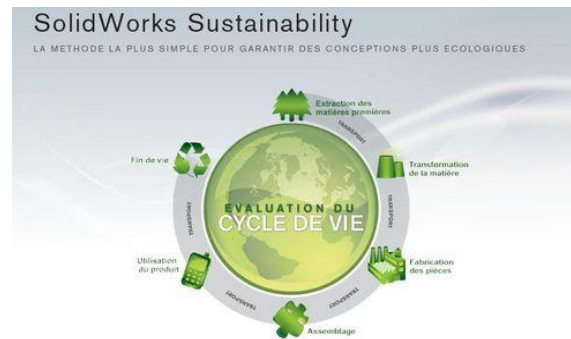 SolidWorks Sustainability
LA METHODE LA PLUS SIMPLE POUR GARANTIR DES CONCEPTIONS PLUS ECOLOGIQUES
Extraction des
matières premières
TRANSPORT
Transformation
de la matière
TRANSPORT
Fabrication
des pièces
TRANSPORT
Assemblage
TRANSPORT
Utilisation
du produit
TRANSPORT
Fin de vie
EVALUATION DU
CYCLE DE VIE